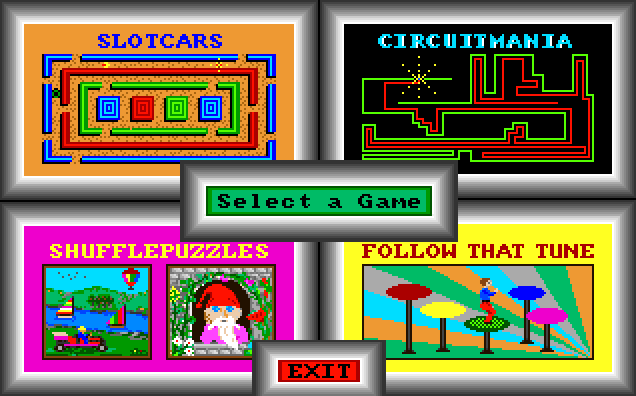 SLOTCARS
CIRCUITMANIA
Select a Game
SHUFFLEPUZZLES
FOLLOW THAT TUNE
EXIT